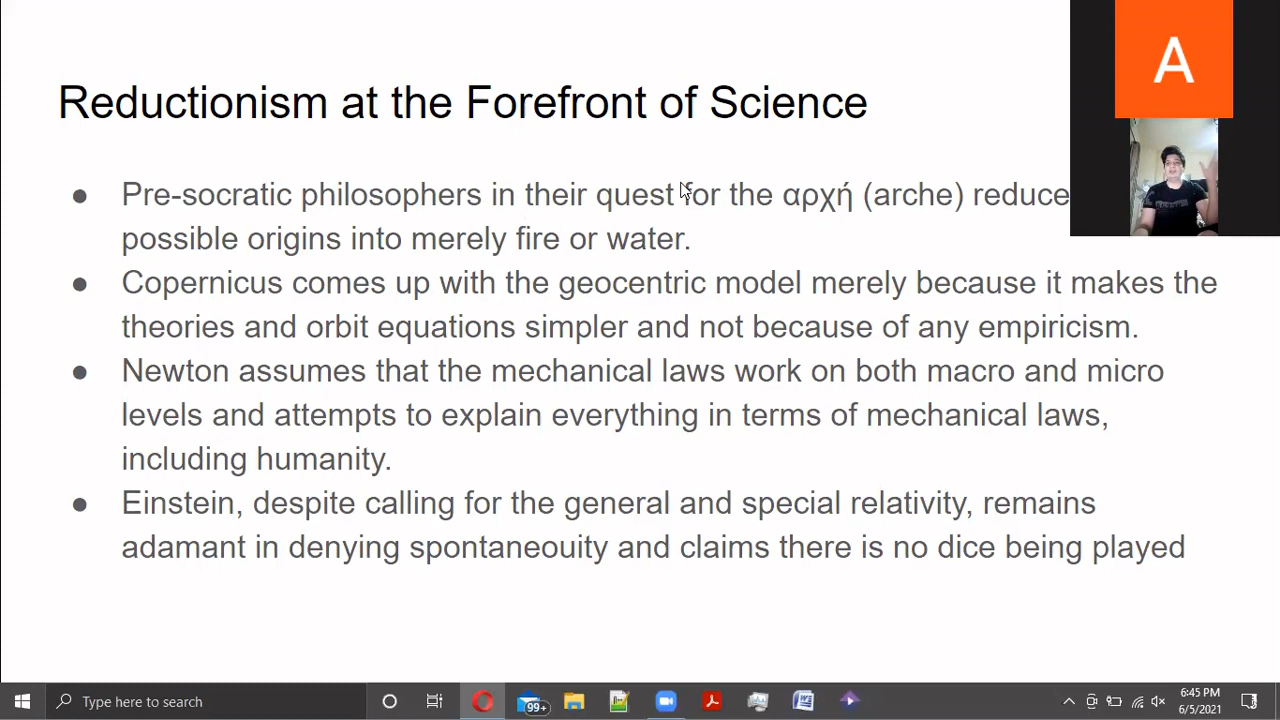 A
Reductionism at the Forefront of Science
● Pre-socratic philosophers in their quest for the αρχή (arche) reduce
possible origins into merely fire or water.
● Copernicus comes up with the geocentric model merely because it makes the
theories and orbit equations simpler and not because of any empiricism.
● Newton assumes that the mechanical laws work on both macro and micro
levels and attempts to explain everything in terms of mechanical laws,
including humanity.
● Einstein, despite calling for the general and special relativity, remains
adamant in denying spontaneouity and claims there is no dice being played
Type here to search
99+
6:45 PM
6/5/2021